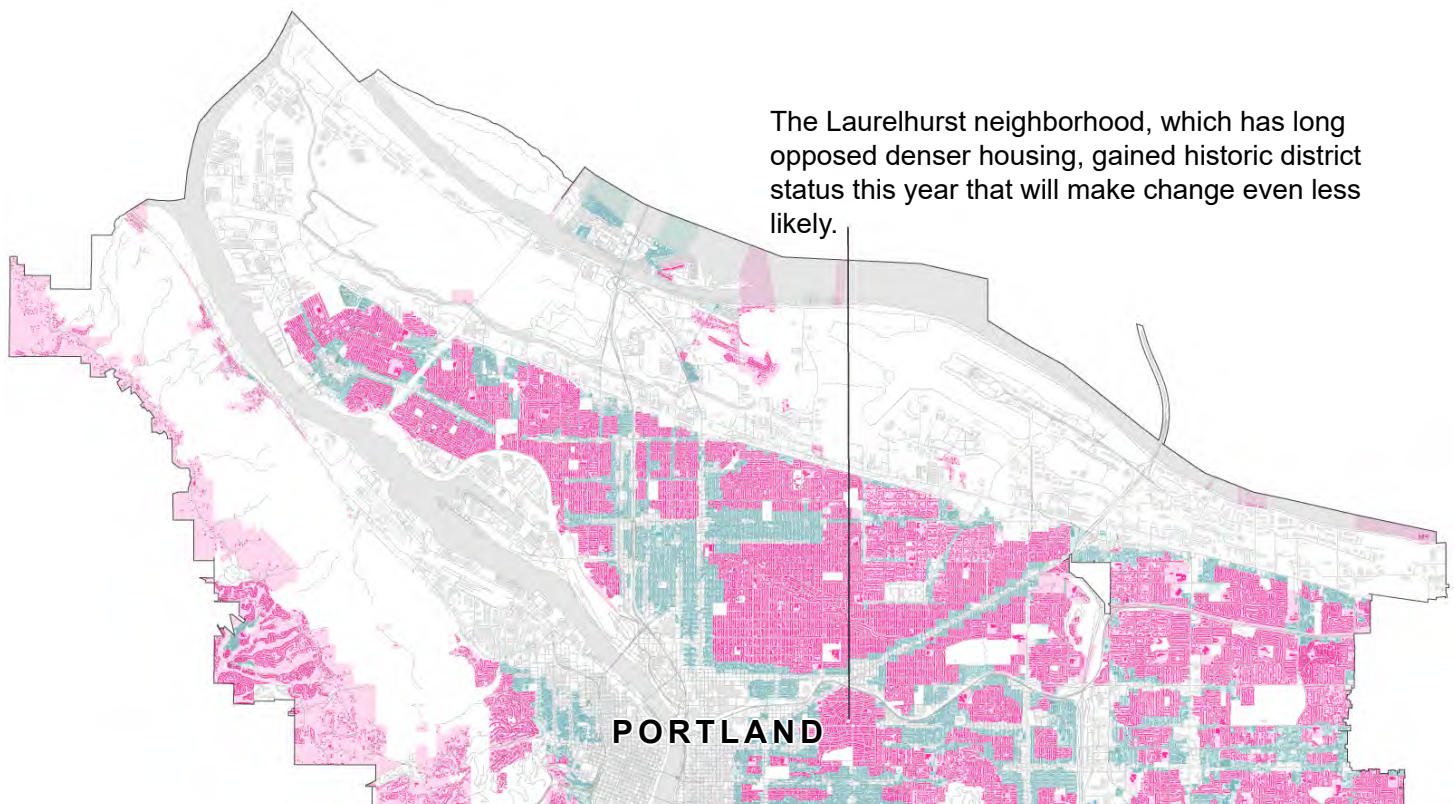 The Laurelhurst neighborhood, which has long
opposed denser housing, gained historic district
status this year that will make change even less
likely.
PORTLAND